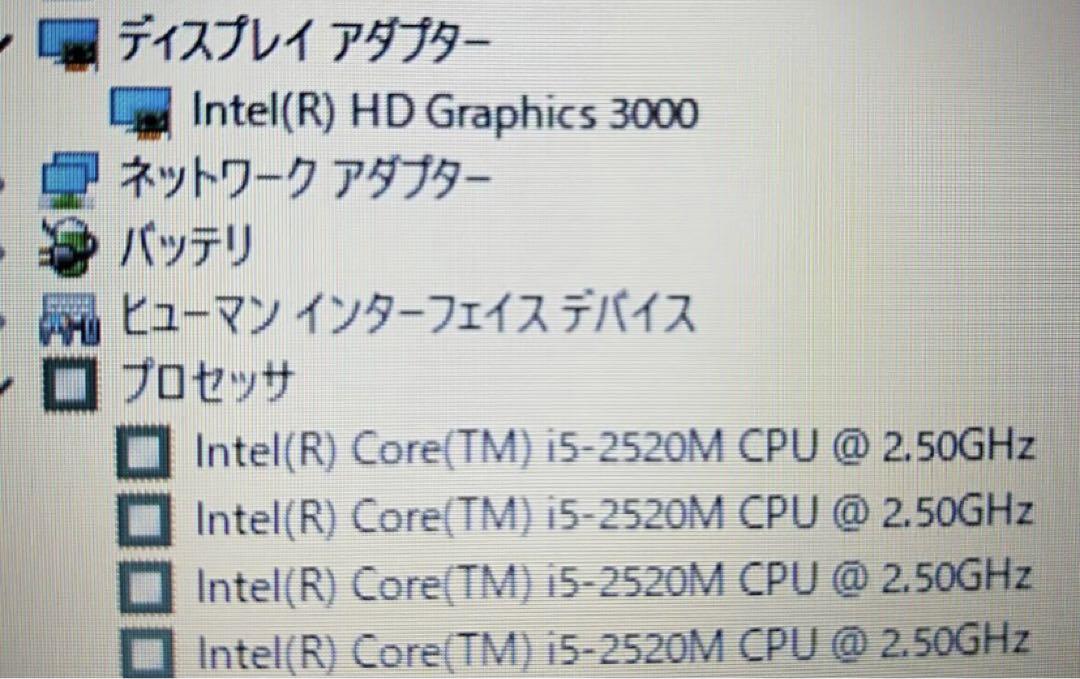 ディスプレイ アダプター
Intel(R) HD Graphics 3000
ネットワーク アダプター
バッテリ
ヒューマン インターフェイス デバイス
プロセッサ
Intel(R) Core(TM) i5-2520M CPU @ 2.50GHz
Intel(R) Core(TM) i5-2520M CPU @ 2.50GHz
Intel(R) Core(TM) i5-2520M CPU @ 2.50GHz
Intel(R) Core(TM) i5-2520M CPU @ 2.50GHz